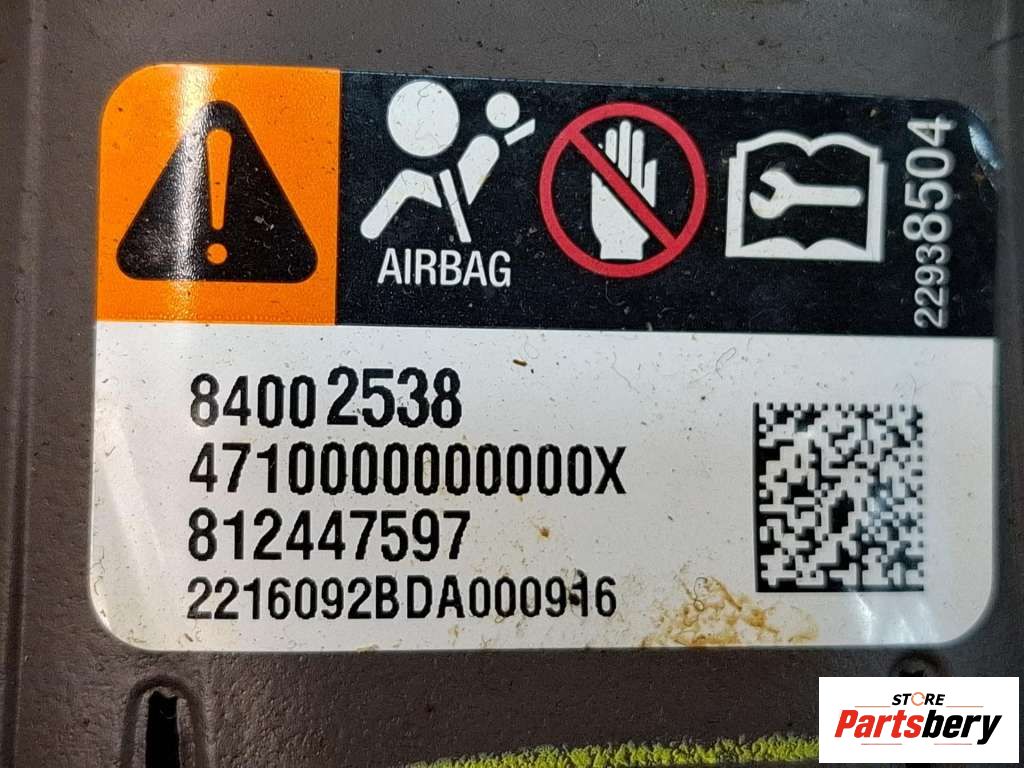 AIRBAG
22938504
84002538
4710000000000X
812447597
2216092BDA000916
STORE
Partsbery